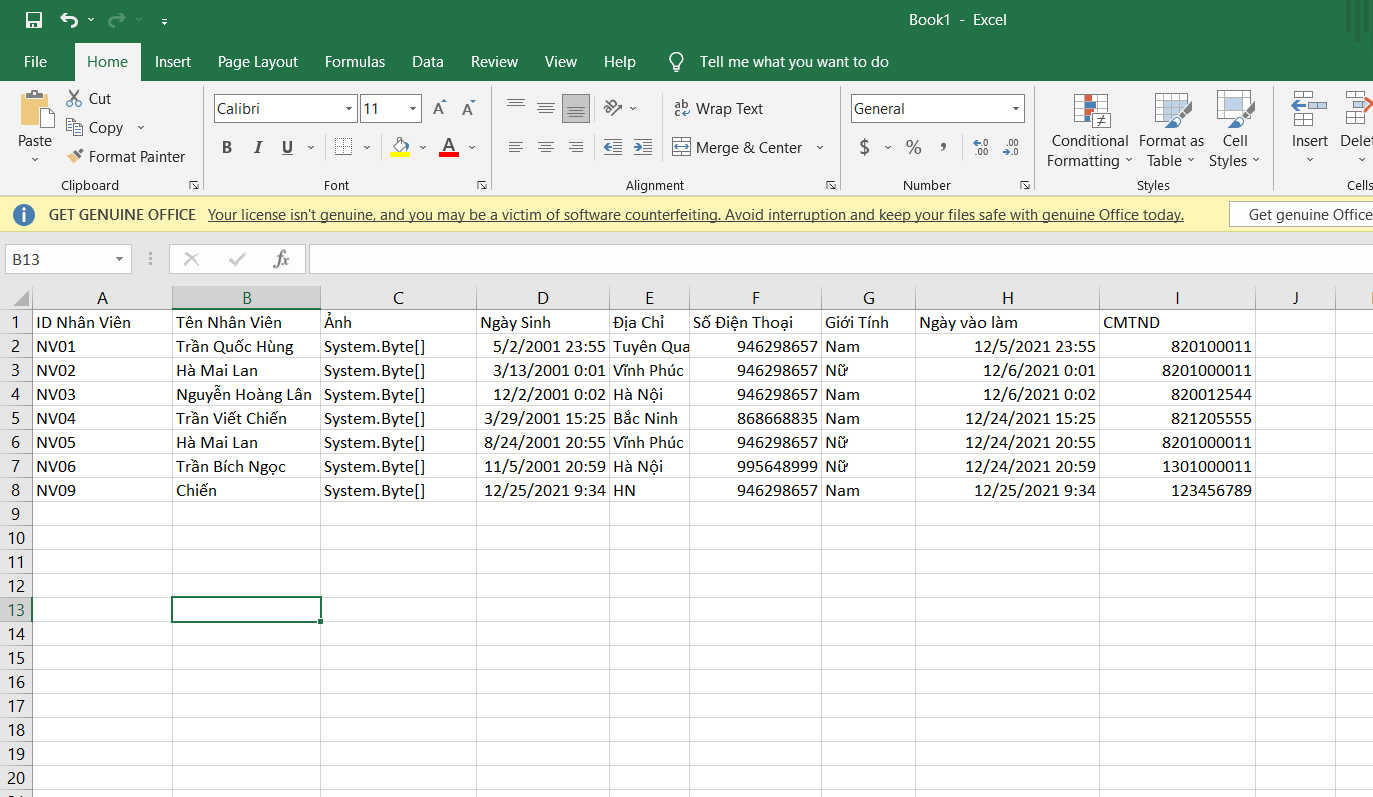 Book1 - Excel
File Home Insert Page Layout Formulas Data Review View Help Tell me what you want to do
Paste
Cut
Copy
Format Painter
Clipboard
Calibri 11 A A
B I U A
Font
ab Wrap Text
Merge & Center
Alignment
General
$ % , .00 .00
Number
Conditional Formatting
Format as Table
Cell Styles
Styles
Insert
Delet
Cells
GET GENUINE OFFICE Your license isn't genuine, and you may be a victim of software counterfeiting. Avoid interruption and keep your files safe with genuine Office today. Get genuine Office
B13 fx
A B C D E F G H I J
1 ID Nhân Viên Tên Nhân Viên Ảnh Ngày Sinh Địa Chỉ Số Điện Thoại Giới Tính Ngày vào làm CMTND
2 NV01 Trần Quốc Hùng System.Byte[] 5/2/2001 23:55 Tuyên Qua 946298657 Nam 12/5/2021 23:55 820100011
3 NV02 Hà Mai Lan System.Byte[] 3/13/2001 0:01 Vĩnh Phúc 946298657 Nữ 12/6/2021 0:01 8201000011
4 NV03 Nguyễn Hoàng Lân System.Byte[] 12/2/2001 0:02 Hà Nội 946298657 Nam 12/6/2021 0:02 820012544
5 NV04 Trần Viết Chiến System.Byte[] 3/29/2001 15:25 Bắc Ninh 868668835 Nam 12/24/2021 15:25 821205555
6 NV05 Hà Mai Lan System.Byte[] 8/24/2001 20:55 Vĩnh Phúc 946298657 Nữ 12/24/2021 20:55 8201000011
7 NV06 Trần Bích Ngọc System.Byte[] 11/5/2001 20:59 Hà Nội 995648999 Nữ 12/24/2021 20:59 1301000011
8 NV09 Chiến System.Byte[] 12/25/2021 9:34 HN 946298657 Nam 12/25/2021 9:34 123456789
9
10
11
12
13
14
15
16
17
18
19
20